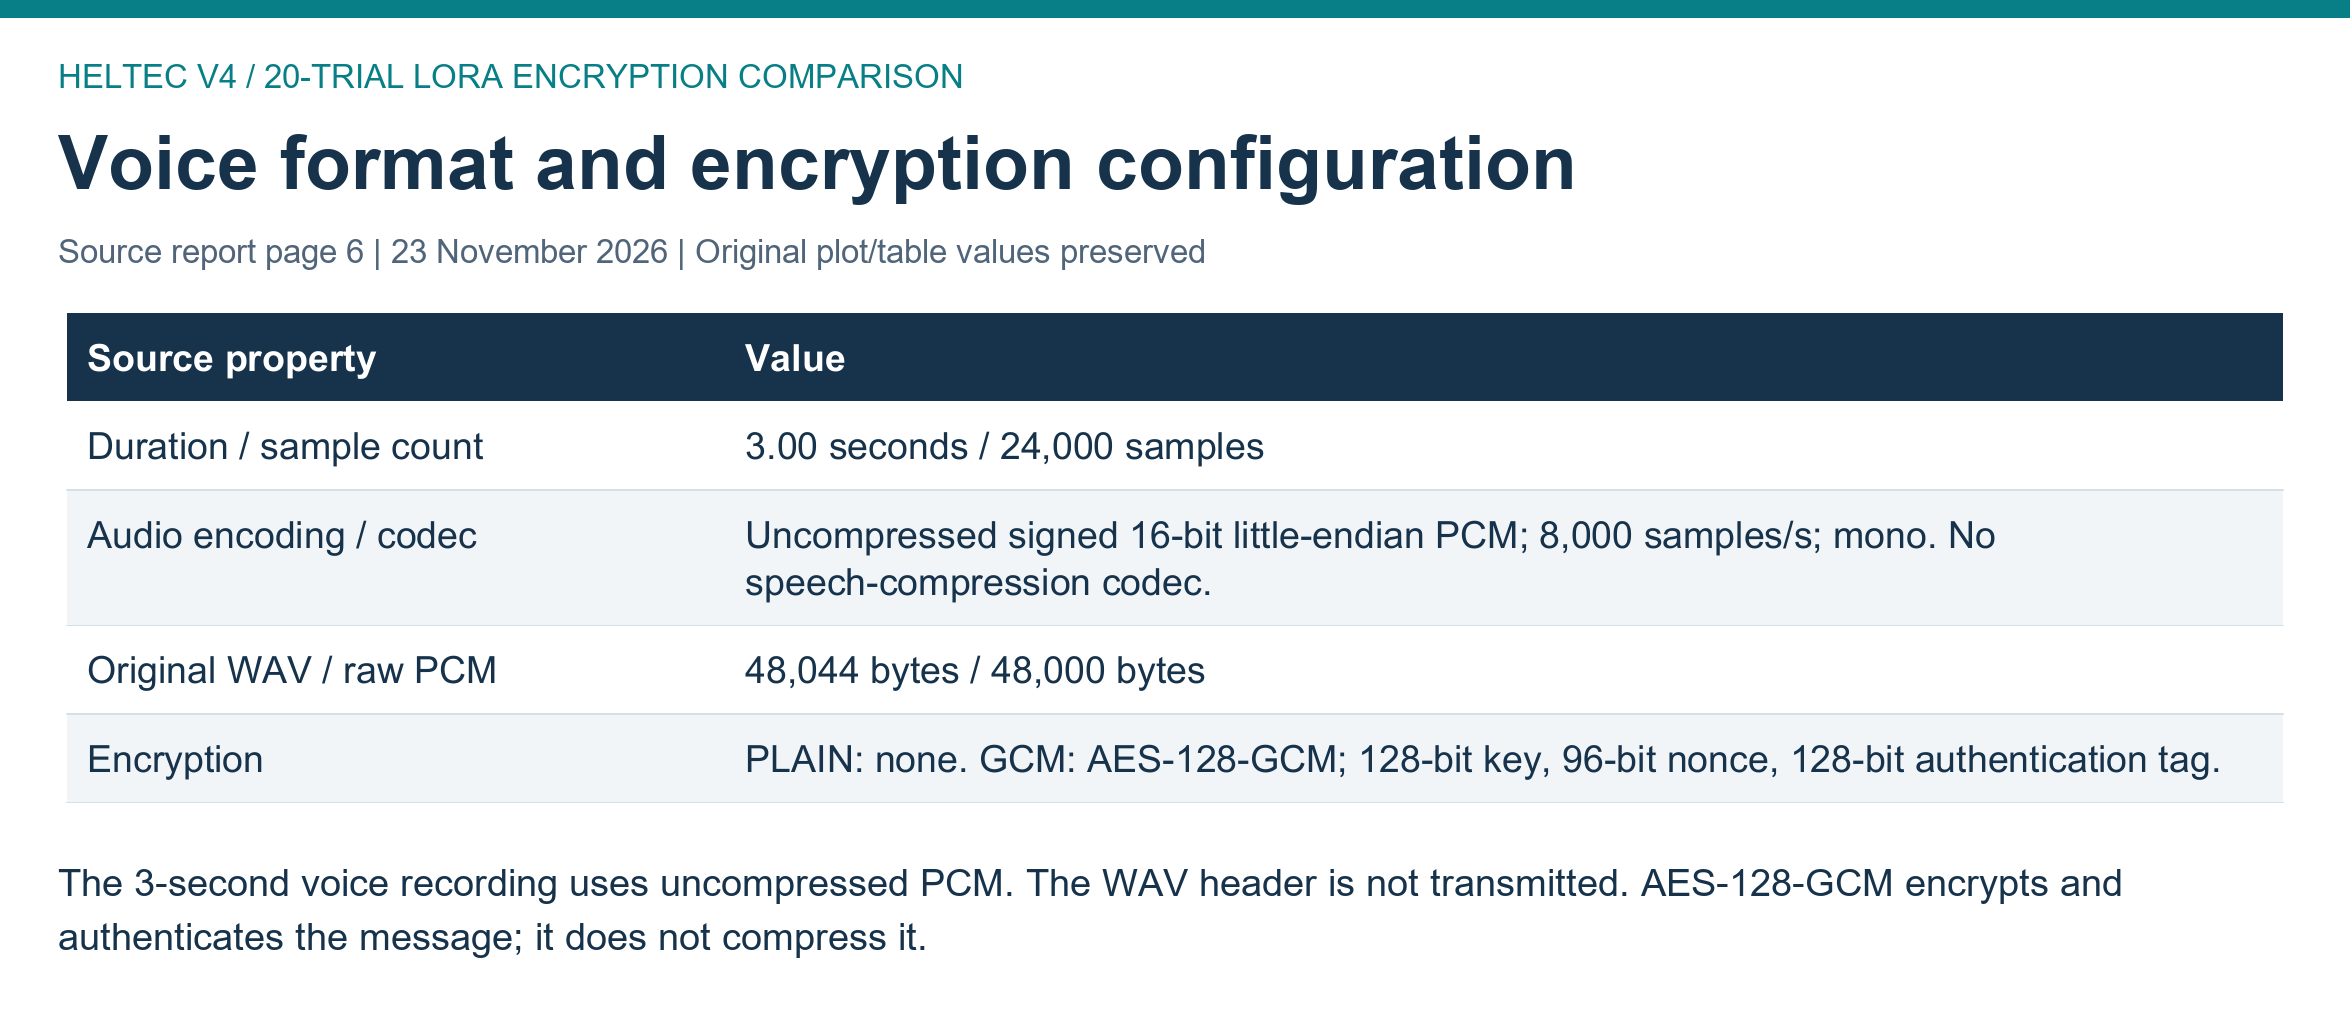 HELTEC V4 / 20-TRIAL LORA ENCRYPTION COMPARISON
Voice format and encryption configuration
Source report page 6 | 23 November 2026 | Original plot/table values preserved
Source property Value
Duration / sample count 3.00 seconds / 24,000 samples
Audio encoding / codec Uncompressed signed 16-bit little-endian PCM; 8,000 samples/s; mono. No
speech-compression codec.
Original WAV / raw PCM 48,044 bytes / 48,000 bytes
Encryption PLAIN: none. GCM: AES-128-GCM; 128-bit key, 96-bit nonce, 128-bit authentication tag.
The 3-second voice recording uses uncompressed PCM. The WAV header is not transmitted. AES-128-GCM encrypts and
authenticates the message; it does not compress it.